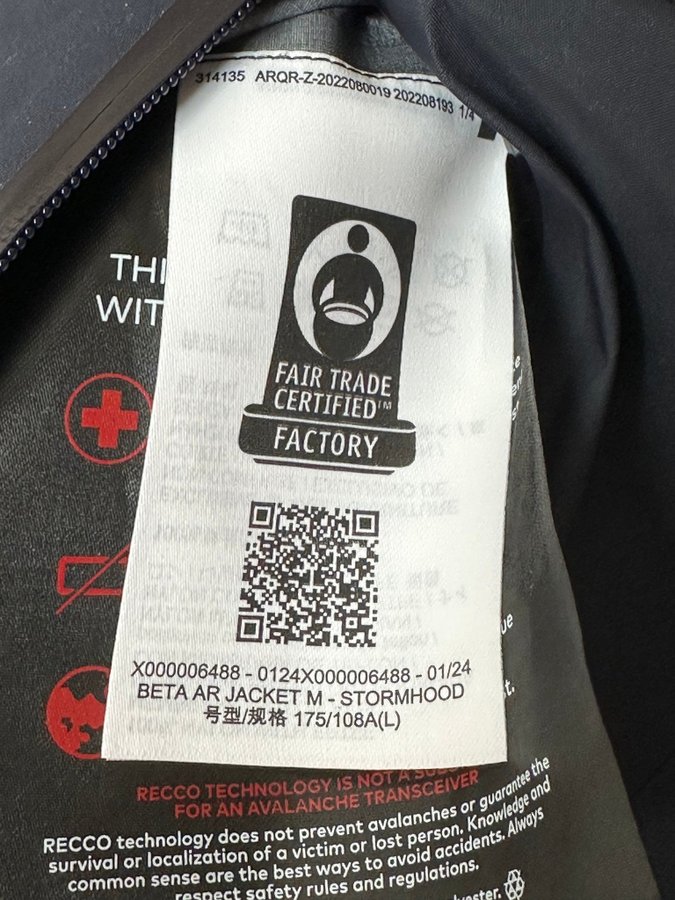 314135 ARQR-Z-2022080019 202208193 1/4
THI
WIT
FAIR TRADE
CERTIFIED™
FACTORY
X000006488 - 0124X000006488 - 01/24
BETA AR JACKET M - STORMHOOD
号型/规格 175/108A(L)
RECCO TECHNOLOGY IS NOT A
FOR AN AVALANCHE TRANSCEIVER
RECCO technology does not prevent avalanches or guarantee the
survival or localization of a victim or lost person. Knowledge and
common sense are the best ways to avoid accidents. Always
respect safety rules and regulations.